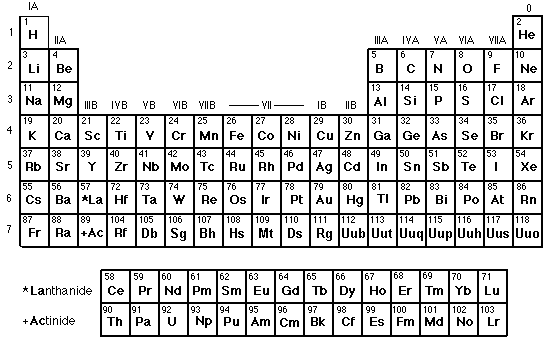 IA 0
1 1 H 2 He
IIA IIIA IVA VA VIA VIIA
2 3 Li 4 Be 5 B 6 C 7 N 8 O 9 F 10 Ne
3 11 Na 12 Mg 13 Al 14 Si 15 P 16 S 17 Cl 18 Ar
IIIB IVB VB VIB VIIB VII IB IIB
4 19 K 20 Ca 21 Sc 22 Ti 23 V 24 Cr 25 Mn 26 Fe 27 Co 28 Ni 29 Cu 30 Zn 31 Ga 32 Ge 33 As 34 Se 35 Br 36 Kr
5 37 Rb 38 Sr 39 Y 40 Zr 41 Nb 42 Mo 43 Tc 44 Ru 45 Rh 46 Pd 47 Ag 48 Cd 49 In 50 Sn 51 Sb 52 Te 53 I 54 Xe
6 55 Cs 56 Ba 57 *La 72 Hf 73 Ta 74 W 75 Re 76 Os 77 Ir 78 Pt 79 Au 80 Hg 81 Tl 82 Pb 83 Bi 84 Po 85 At 86 Rn
7 87 Fr 88 Ra 89 +Ac 104 Rf 105 Db 106 Sg 107 Bh 108 Hs 109 Mt 110 Ds 111 Rg 112 Uub 113 Uut 114 Uuq 115 Uup 116 Uuh 117 Uus 118 Uuo
*Lanthanide 58 Ce 59 Pr 60 Nd 61 Pm 62 Sm 63 Eu 64 Gd 65 Tb 66 Dy 67 Ho 68 Er 69 Tm 70 Yb 71 Lu
+Actinide 90 Th 91 Pa 92 U 93 Np 94 Pu 95 Am 96 Cm 97 Bk 98 Cf 99 Es 100 Fm 101 Md 102 No 103 Lr